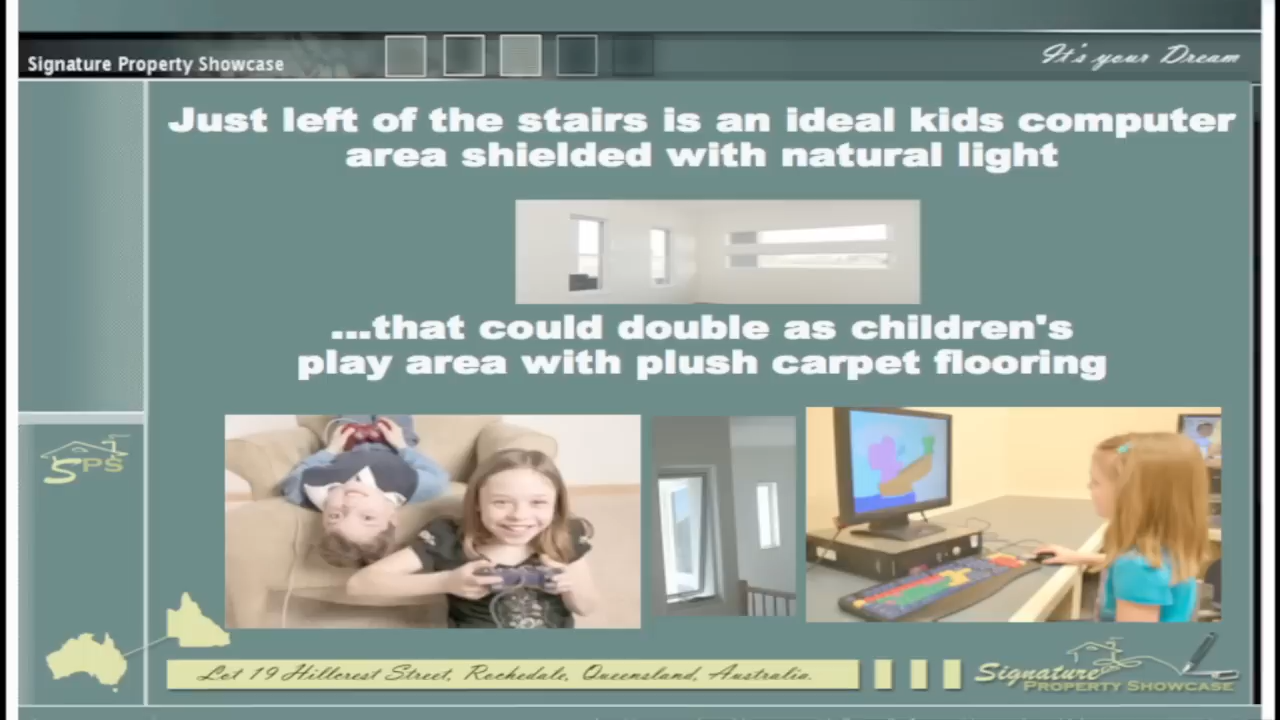 Signature Property Showcase
It's your Dream
Just left of the stairs is an ideal kids computer
area shielded with natural light
...that could double as children's
play area with plush carpet flooring
SPS
Lot 19 Hillcrest Street, Rochedale, Queensland, Australia.
Signature
PROPERTY SHOWCASE